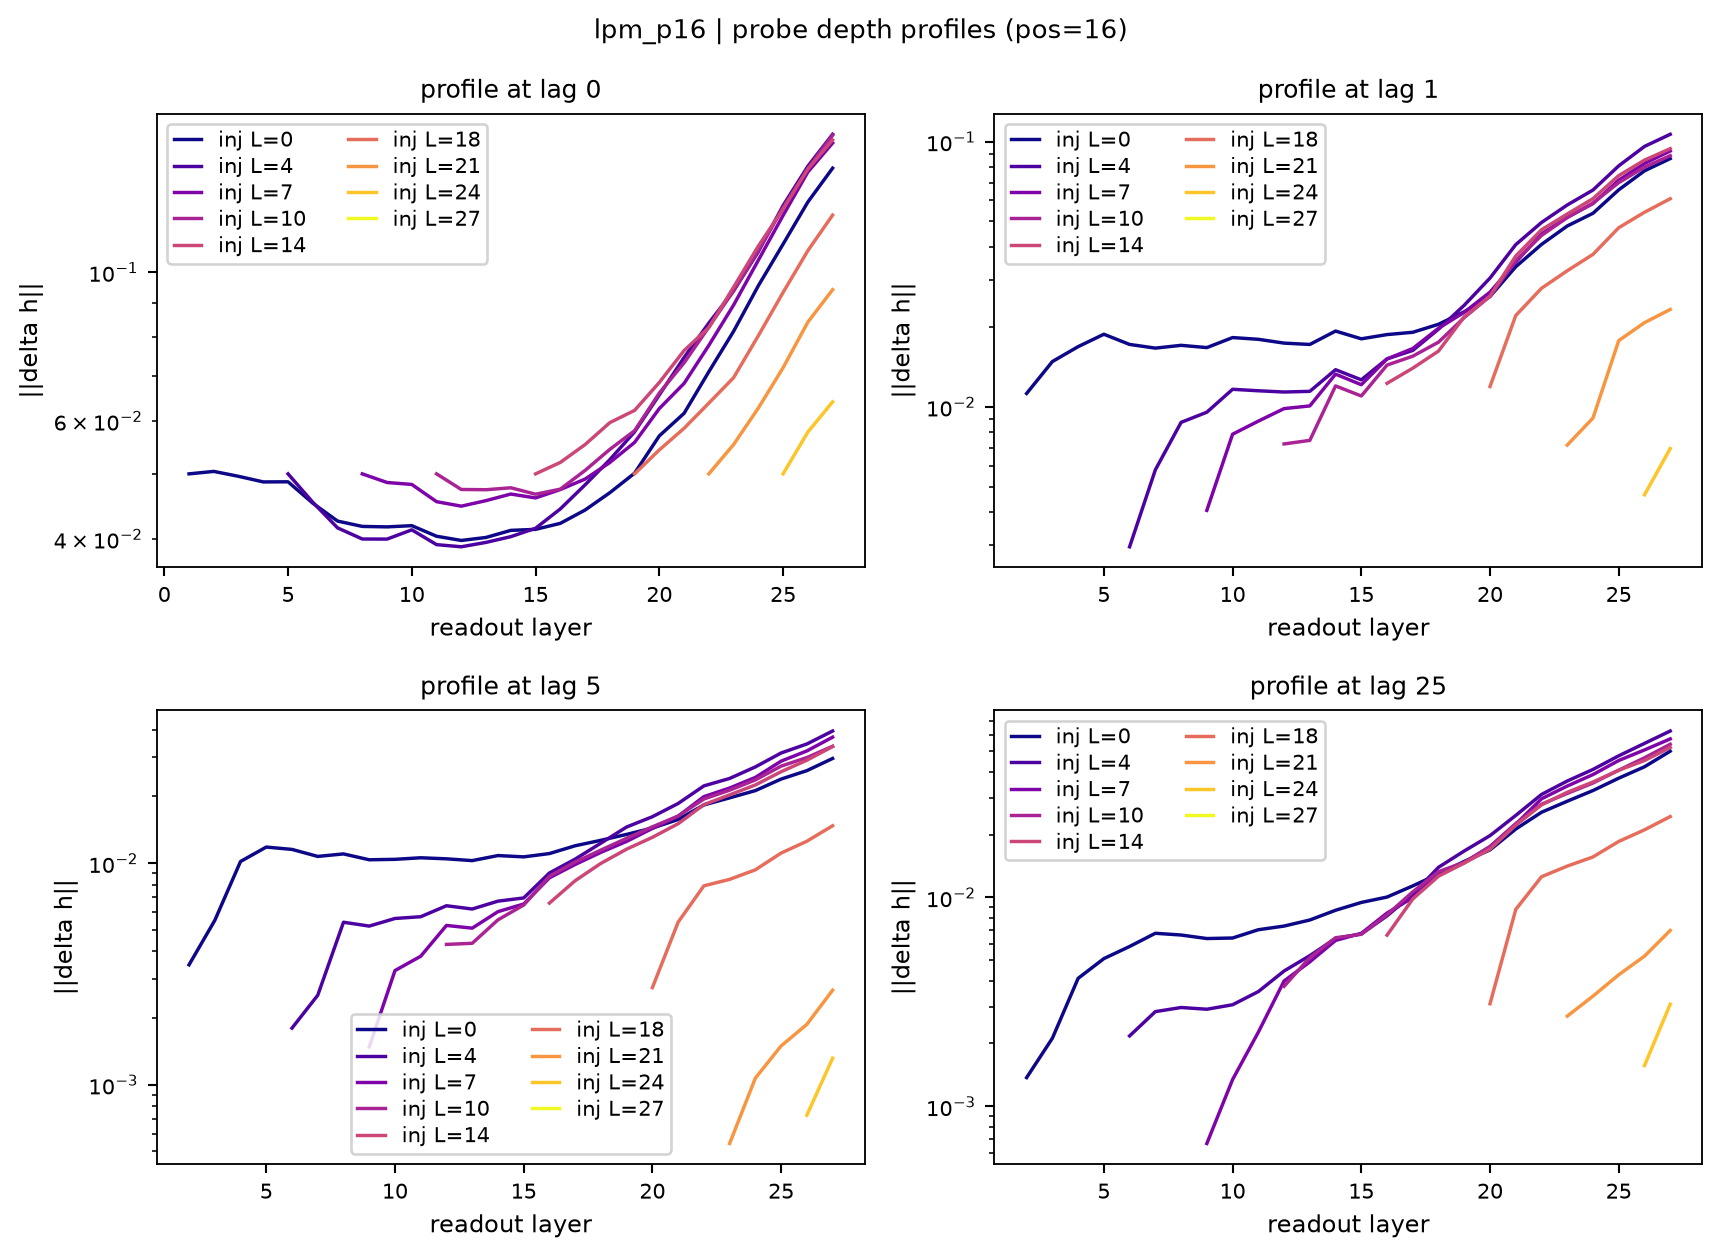 lpm_p16 | probe depth profiles (pos=16)
profile at lag 0
||delta h||
10⁻¹
6 × 10⁻²
4 × 10⁻²
inj L=0
inj L=4
inj L=7
inj L=10
inj L=14
inj L=18
inj L=21
inj L=24
inj L=27
0 5 10 15 20 25
readout layer
profile at lag 1
||delta h||
10⁻¹
10⁻²
inj L=0
inj L=4
inj L=7
inj L=10
inj L=14
inj L=18
inj L=21
inj L=24
inj L=27
5 10 15 20 25
readout layer
profile at lag 5
||delta h||
10⁻²
10⁻³
inj L=0
inj L=4
inj L=7
inj L=10
inj L=14
inj L=18
inj L=21
inj L=24
inj L=27
5 10 15 20 25
readout layer
profile at lag 25
||delta h||
10⁻²
10⁻³
inj L=0
inj L=4
inj L=7
inj L=10
inj L=14
inj L=18
inj L=21
inj L=24
inj L=27
5 10 15 20 25
readout layer